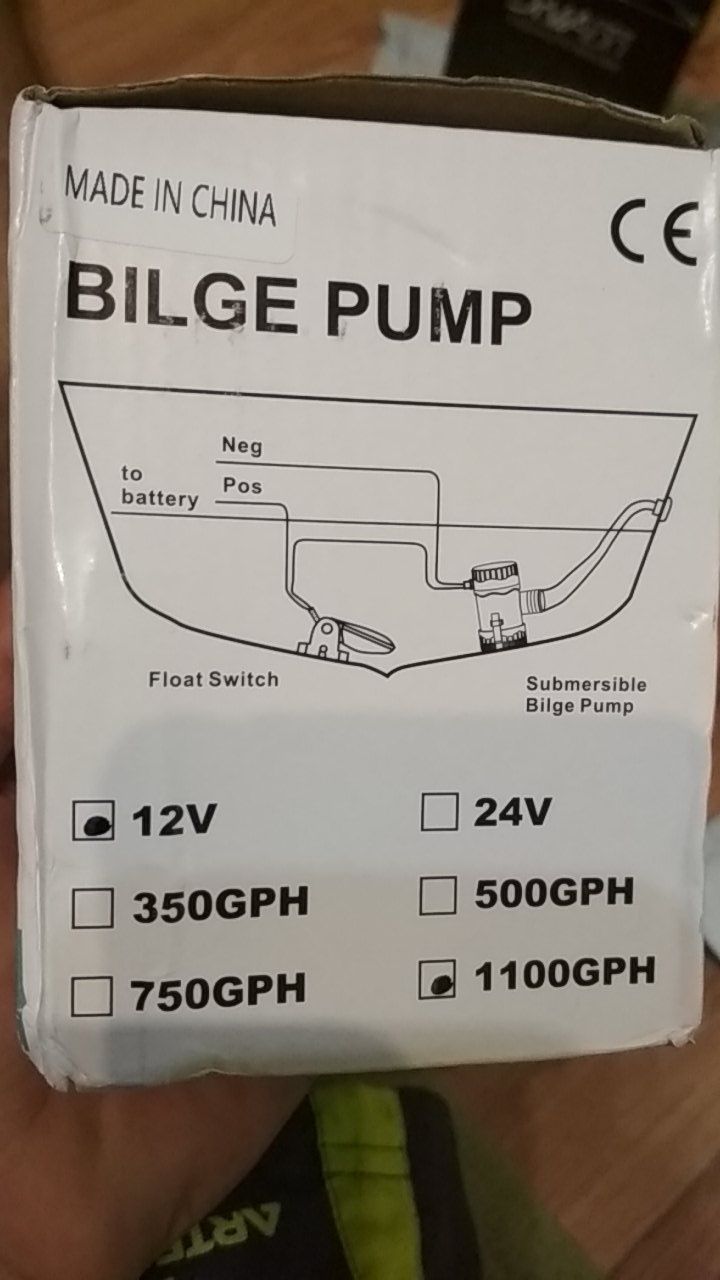 MADE IN CHINA
CE
BILGE PUMP
Neg
to
battery
Pos
Float Switch
Submersible
Bilge Pump
12V
24V
350GPH
500GPH
750GPH
1100GPH